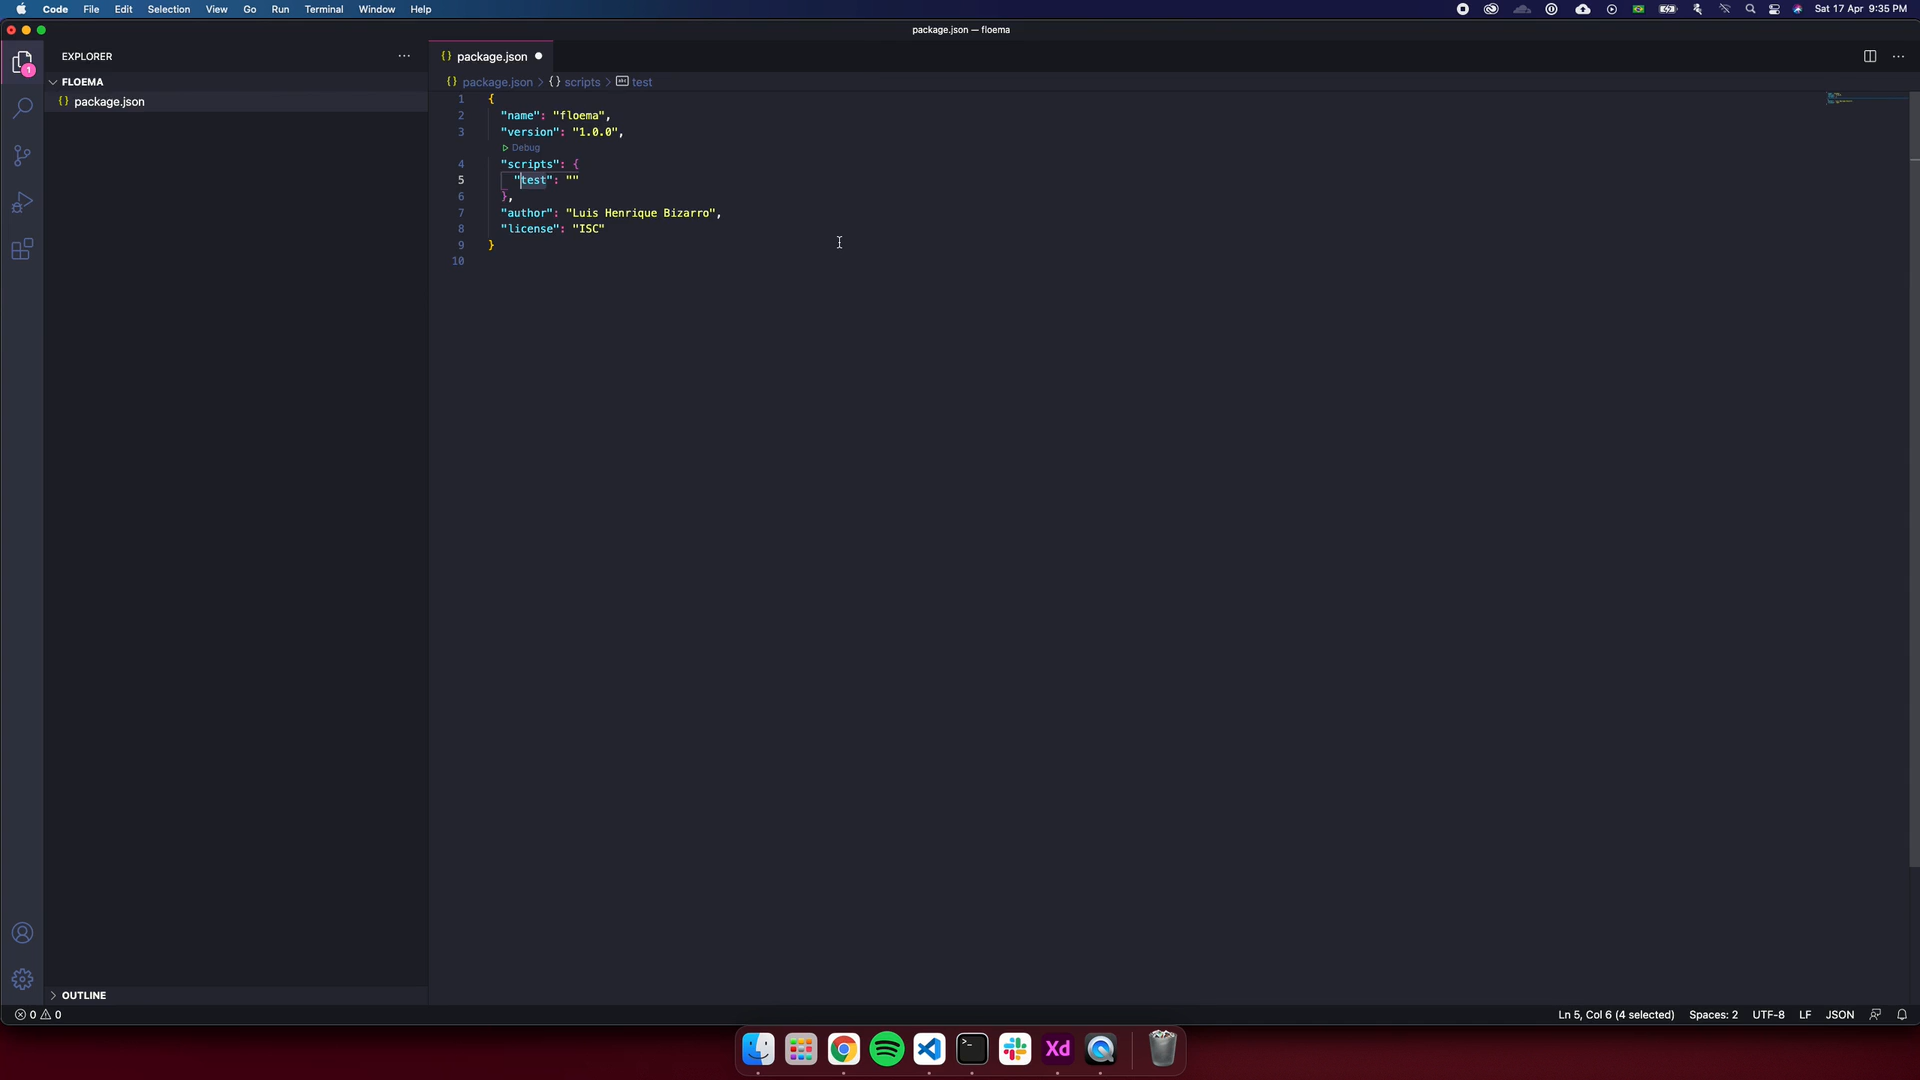 Code File Edit Selection View Go Run Terminal Window Help Sat 17 Apr 9:35 PM
package.json — floema
EXPLORER
package.json
FLOEMA
package.json > {} scripts > test
package.json
1 {
2 "name": "floema",
3 "version": "1.0.0",
Debug
4 "scripts": {
5 "test": ""
6 },
7 "author": "Luis Henrique Bizarro",
8 "license": "ISC"
9 }
10
1
OUTLINE
0 0
Ln 5, Col 6 (4 selected) Spaces: 2 UTF-8 LF JSON
Xd